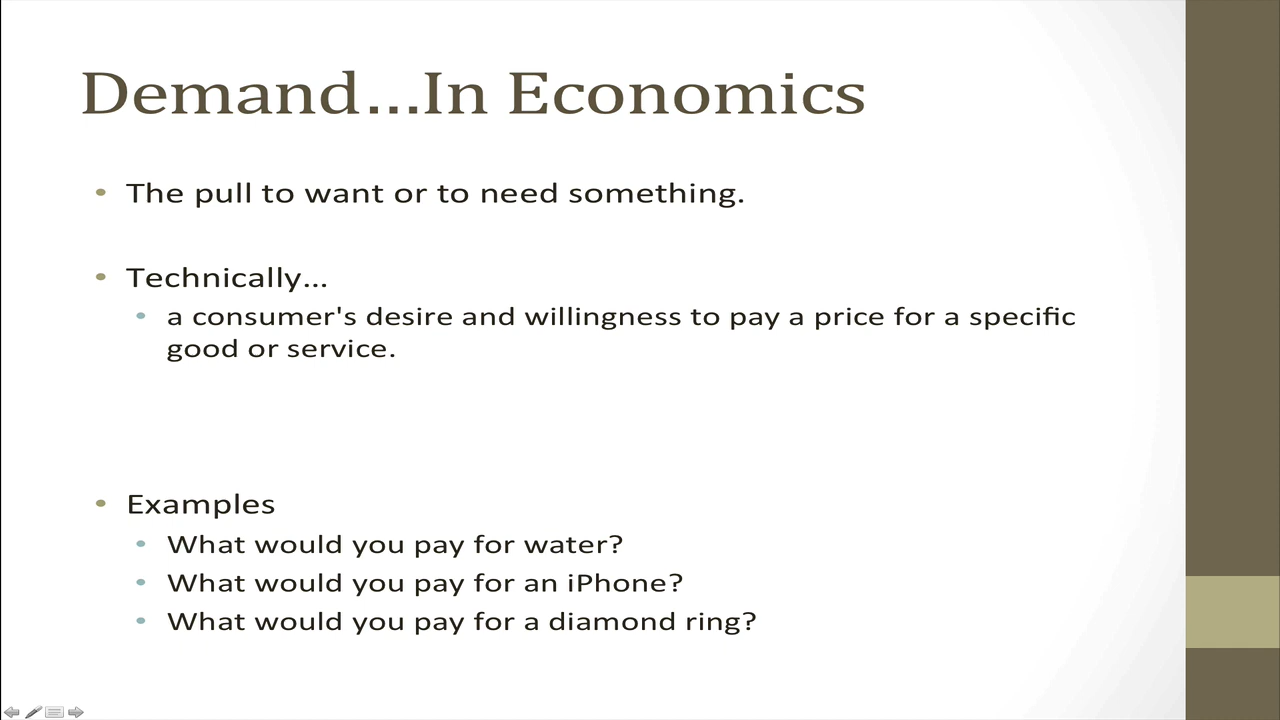 Demand...In Economics
• The pull to want or to need something.
• Technically...
• a consumer's desire and willingness to pay a price for a specific
good or service.
• Examples
• What would you pay for water?
• What would you pay for an iPhone?
• What would you pay for a diamond ring?